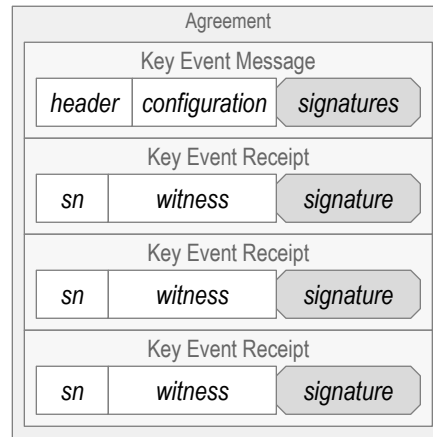 Agreement
Key Event Message
header configuration signatures
Key Event Receipt
sn witness signature
Key Event Receipt
sn witness signature
Key Event Receipt
sn witness signature